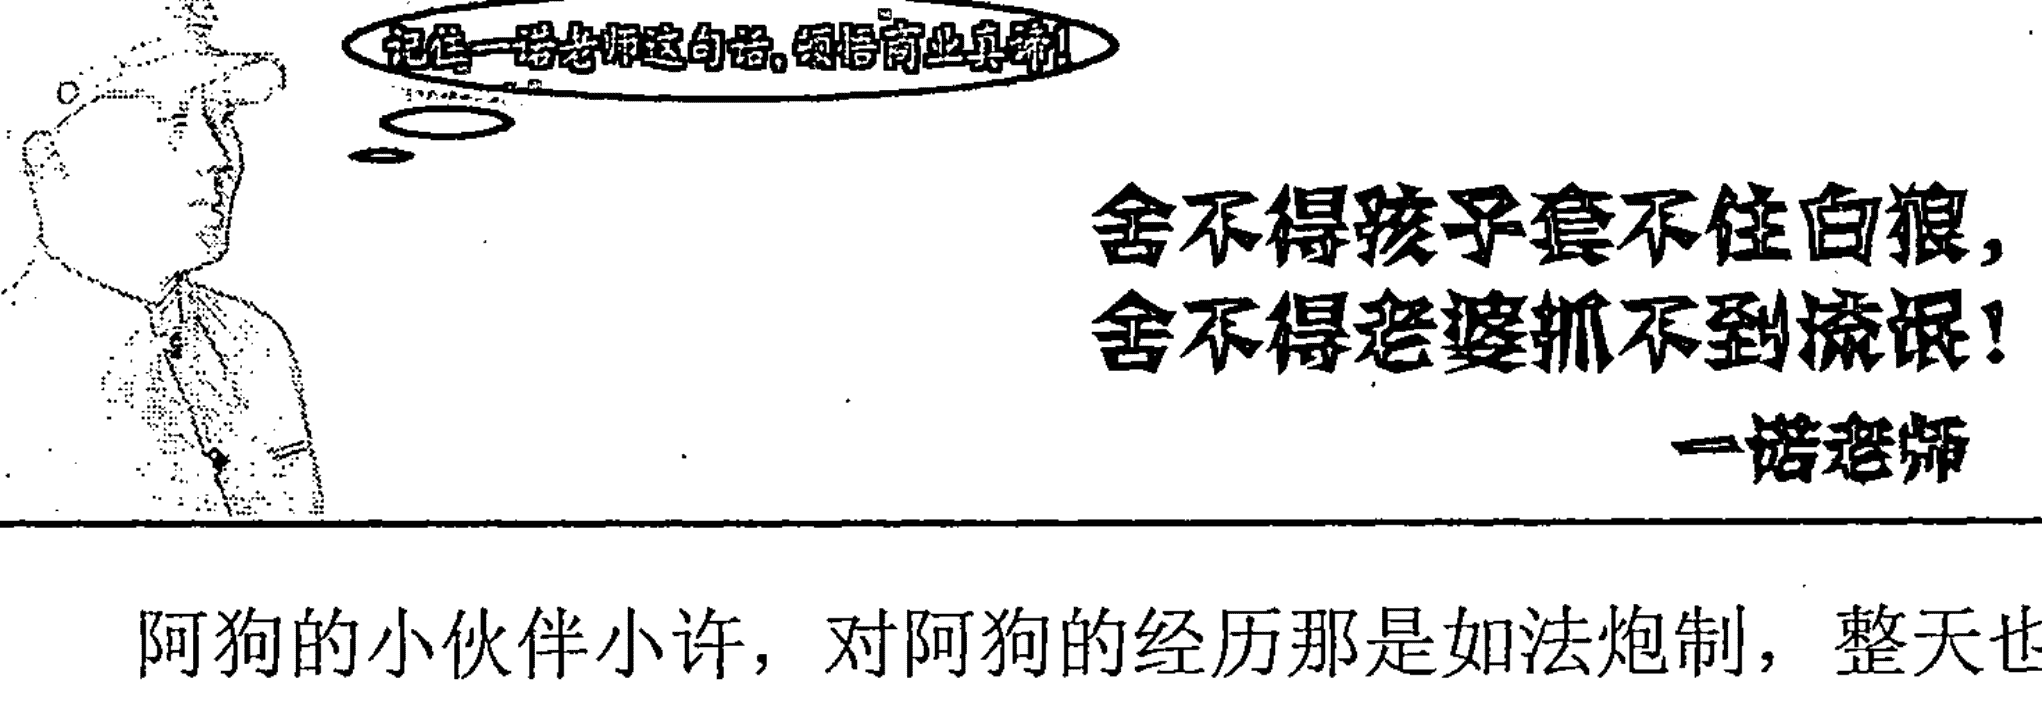 记住一诺老师这句话,领悟商业真谛!
舍不得孩子套不住白狼,
舍不得老婆抓不到流氓!
一诺老师
阿狗的小伙伴小许，对阿狗的经历那是如法炮制，整天也